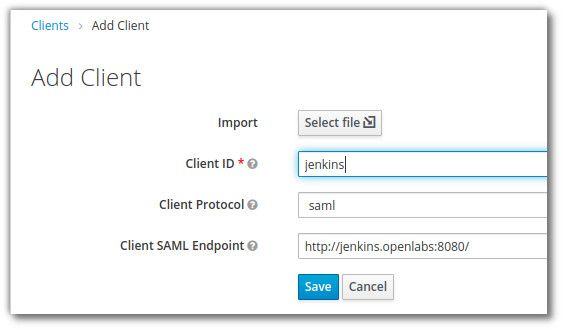 Clients > Add Client
Add Client
Import Select file
Client ID * jenkins
Client Protocol saml
Client SAML Endpoint http://jenkins.openlabs:8080/
Save Cancel